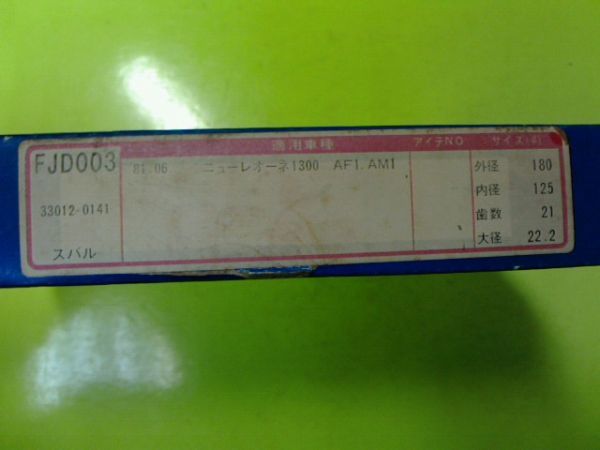 適用車種 アイテNO サイズ
FJD003 81.06 ニューレオーネ1300 AF1.AM1 外径 180
内径 125
33012-0141 歯数 21
スバル 大径 22.2